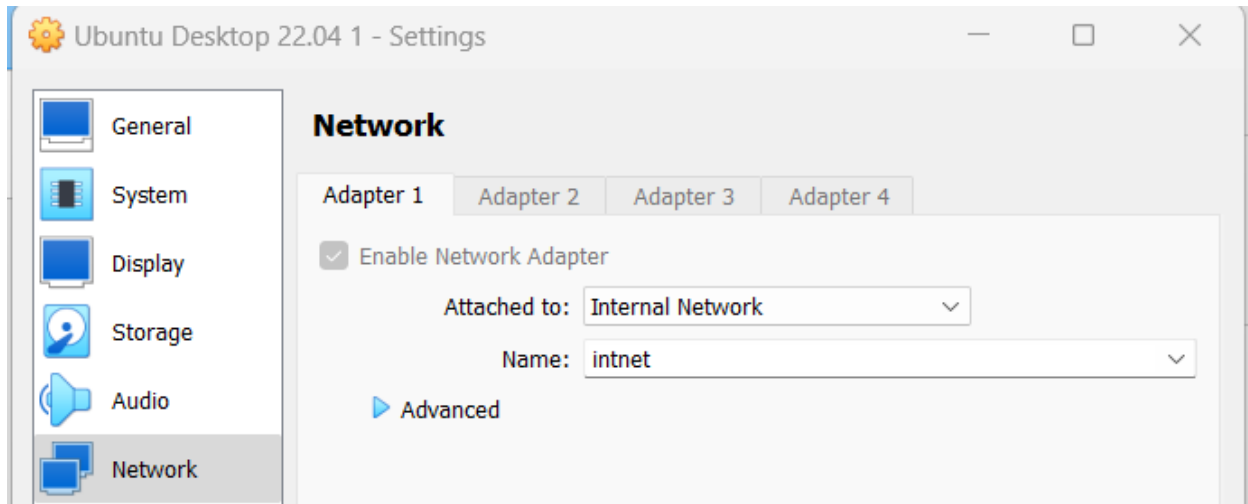 Ubuntu Desktop 22.04 1 - Settings
General
System
Display
Storage
Audio
Network
Network
Adapter 1 Adapter 2 Adapter 3 Adapter 4
Enable Network Adapter
Attached to: Internal Network
Name: intnet
Advanced